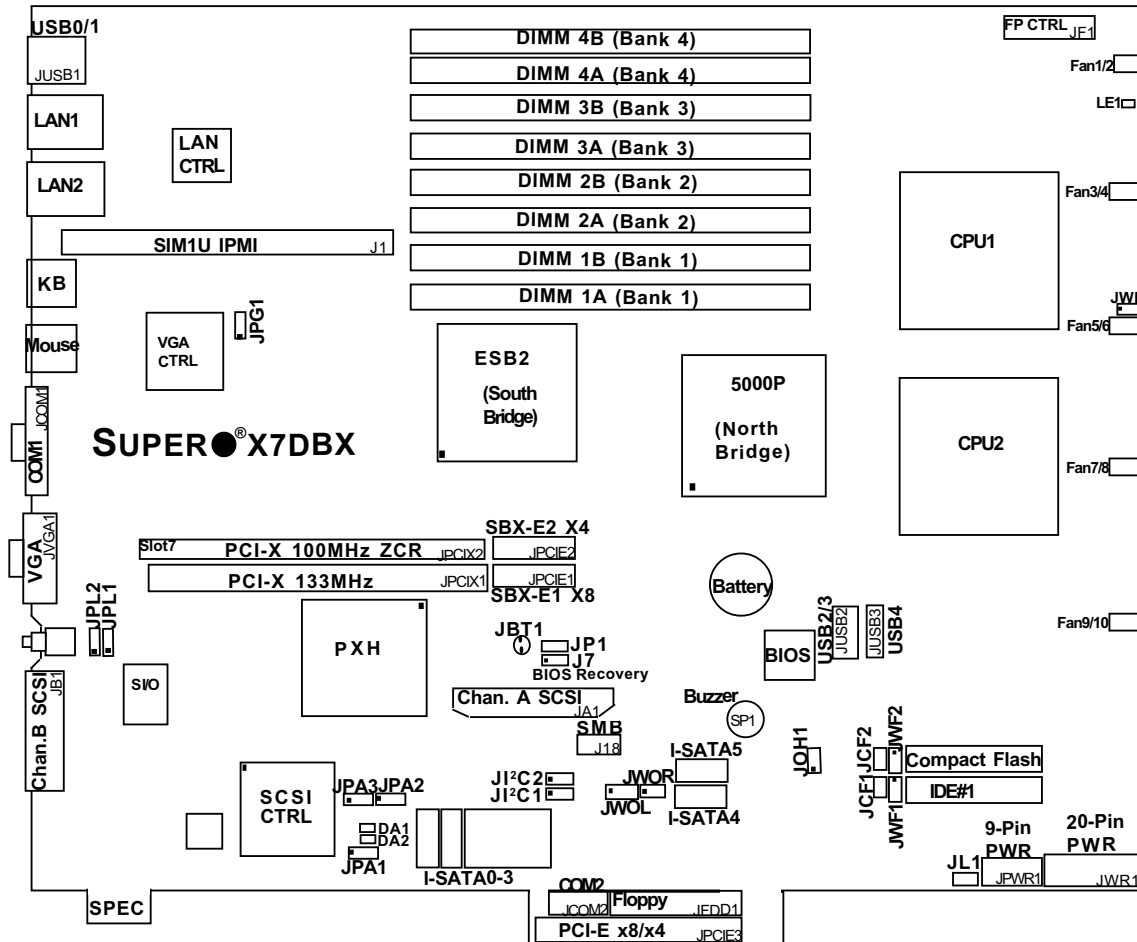 USB0/1
JUSB1
LAN1
LAN2
LAN
CTRL
SIM1U IPMI
J1
KB
Mouse
VGA
CTRL
JPG1
JCOM1
COM1
SUPER®X7DBX
DIMM 4B (Bank 4)
DIMM 4A (Bank 4)
DIMM 3B (Bank 3)
DIMM 3A (Bank 3)
DIMM 2B (Bank 2)
DIMM 2A (Bank 2)
DIMM 1B (Bank 1)
DIMM 1A (Bank 1)
FP CTRL
JF1
Fan1/2
LE1
Fan3/4
CPU1
Fan5/6
ESB2
(South
Bridge)
5000P
(North
Bridge)
CPU2
Fan7/8
JVGA1
VGA
Slot7
PCI-X 100MHz ZCR
JPCIX2
PCI-X 133MHz
JPCIX1
SBX-E2 X4
JPCIE2
JPCIE1
SBX-E1 X8
JPL2
JPL1
PXH
JBT1
JP1
J7
BIOS Recovery
Battery
BIOS
USB2/3
JUSB2
JUSB3
USB4
Fan9/10
Chan.B SCSI
JB1
SI/O
Chan. A SCSI
JA1
SMB
J18
Buzzer
SP1
I-SATA5
I-SATA4
JOH1
JCF2
JWF2
JCF1
JWF1
Compact Flash
IDE#1
SCSI
CTRL
JPA3
JPA2
DA1
DA2
JPA1
JI²C2
JI²C1
JWOR
JWOL
I-SATA0-3
9-Pin
PWR
JPWR1
20-Pin
PWR
JWR1
JL1
SPEC
COM2
JCOM2
Floppy
JFDD1
PCI-E x8/x4
JPCIE3